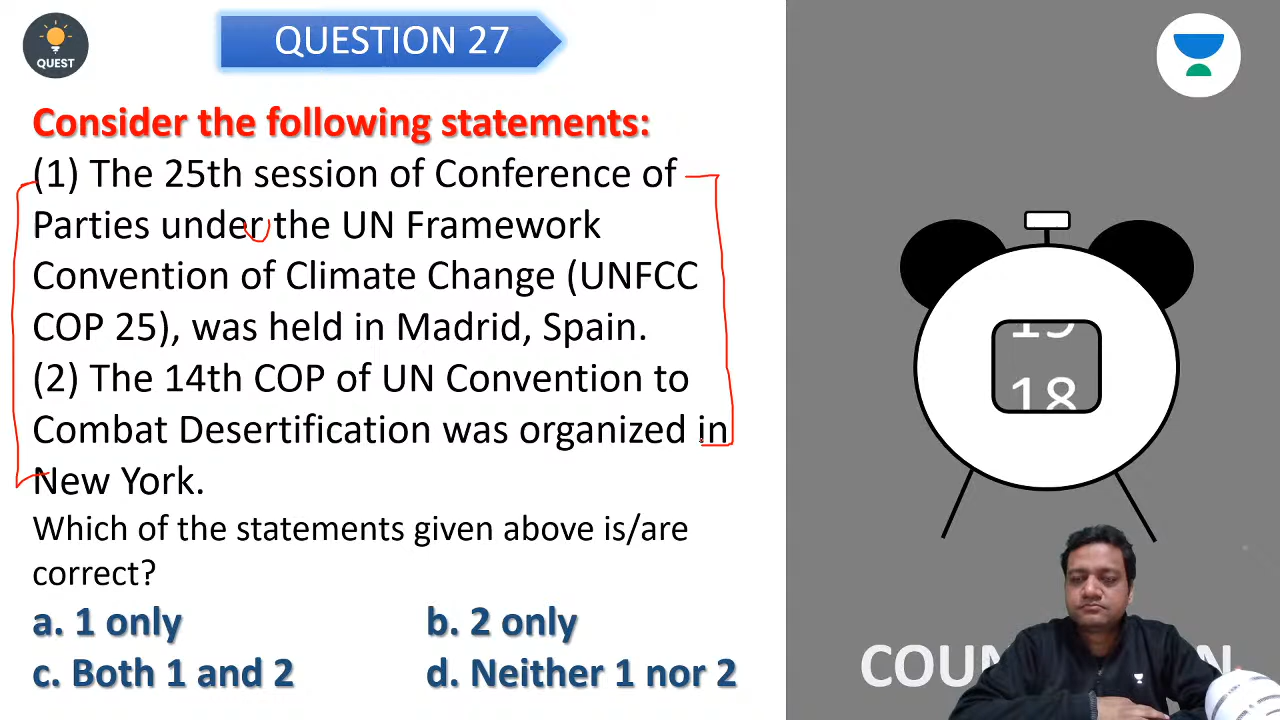 QUEST
QUESTION 27
Consider the following statements:
(1) The 25th session of Conference of
Parties under the UN Framework
Convention of Climate Change (UNFCC
COP 25), was held in Madrid, Spain.
(2) The 14th COP of UN Convention to
Combat Desertification was organized in
New York.
Which of the statements given above is/are
correct?
a. 1 only
b. 2 only
c. Both 1 and 2
d. Neither 1 nor 2
18